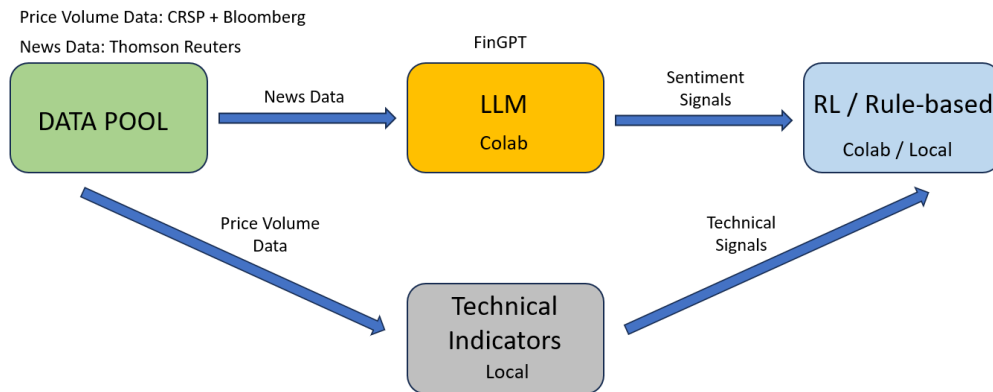 Price Volume Data: CRSP + Bloomberg
News Data: Thomson Reuters
FinGPT
DATA POOL
News Data
LLM
Colab
Sentiment
Signals
RL / Rule-based
Colab / Local
Price Volume
Data
Technical
Signals
Technical
Indicators
Local